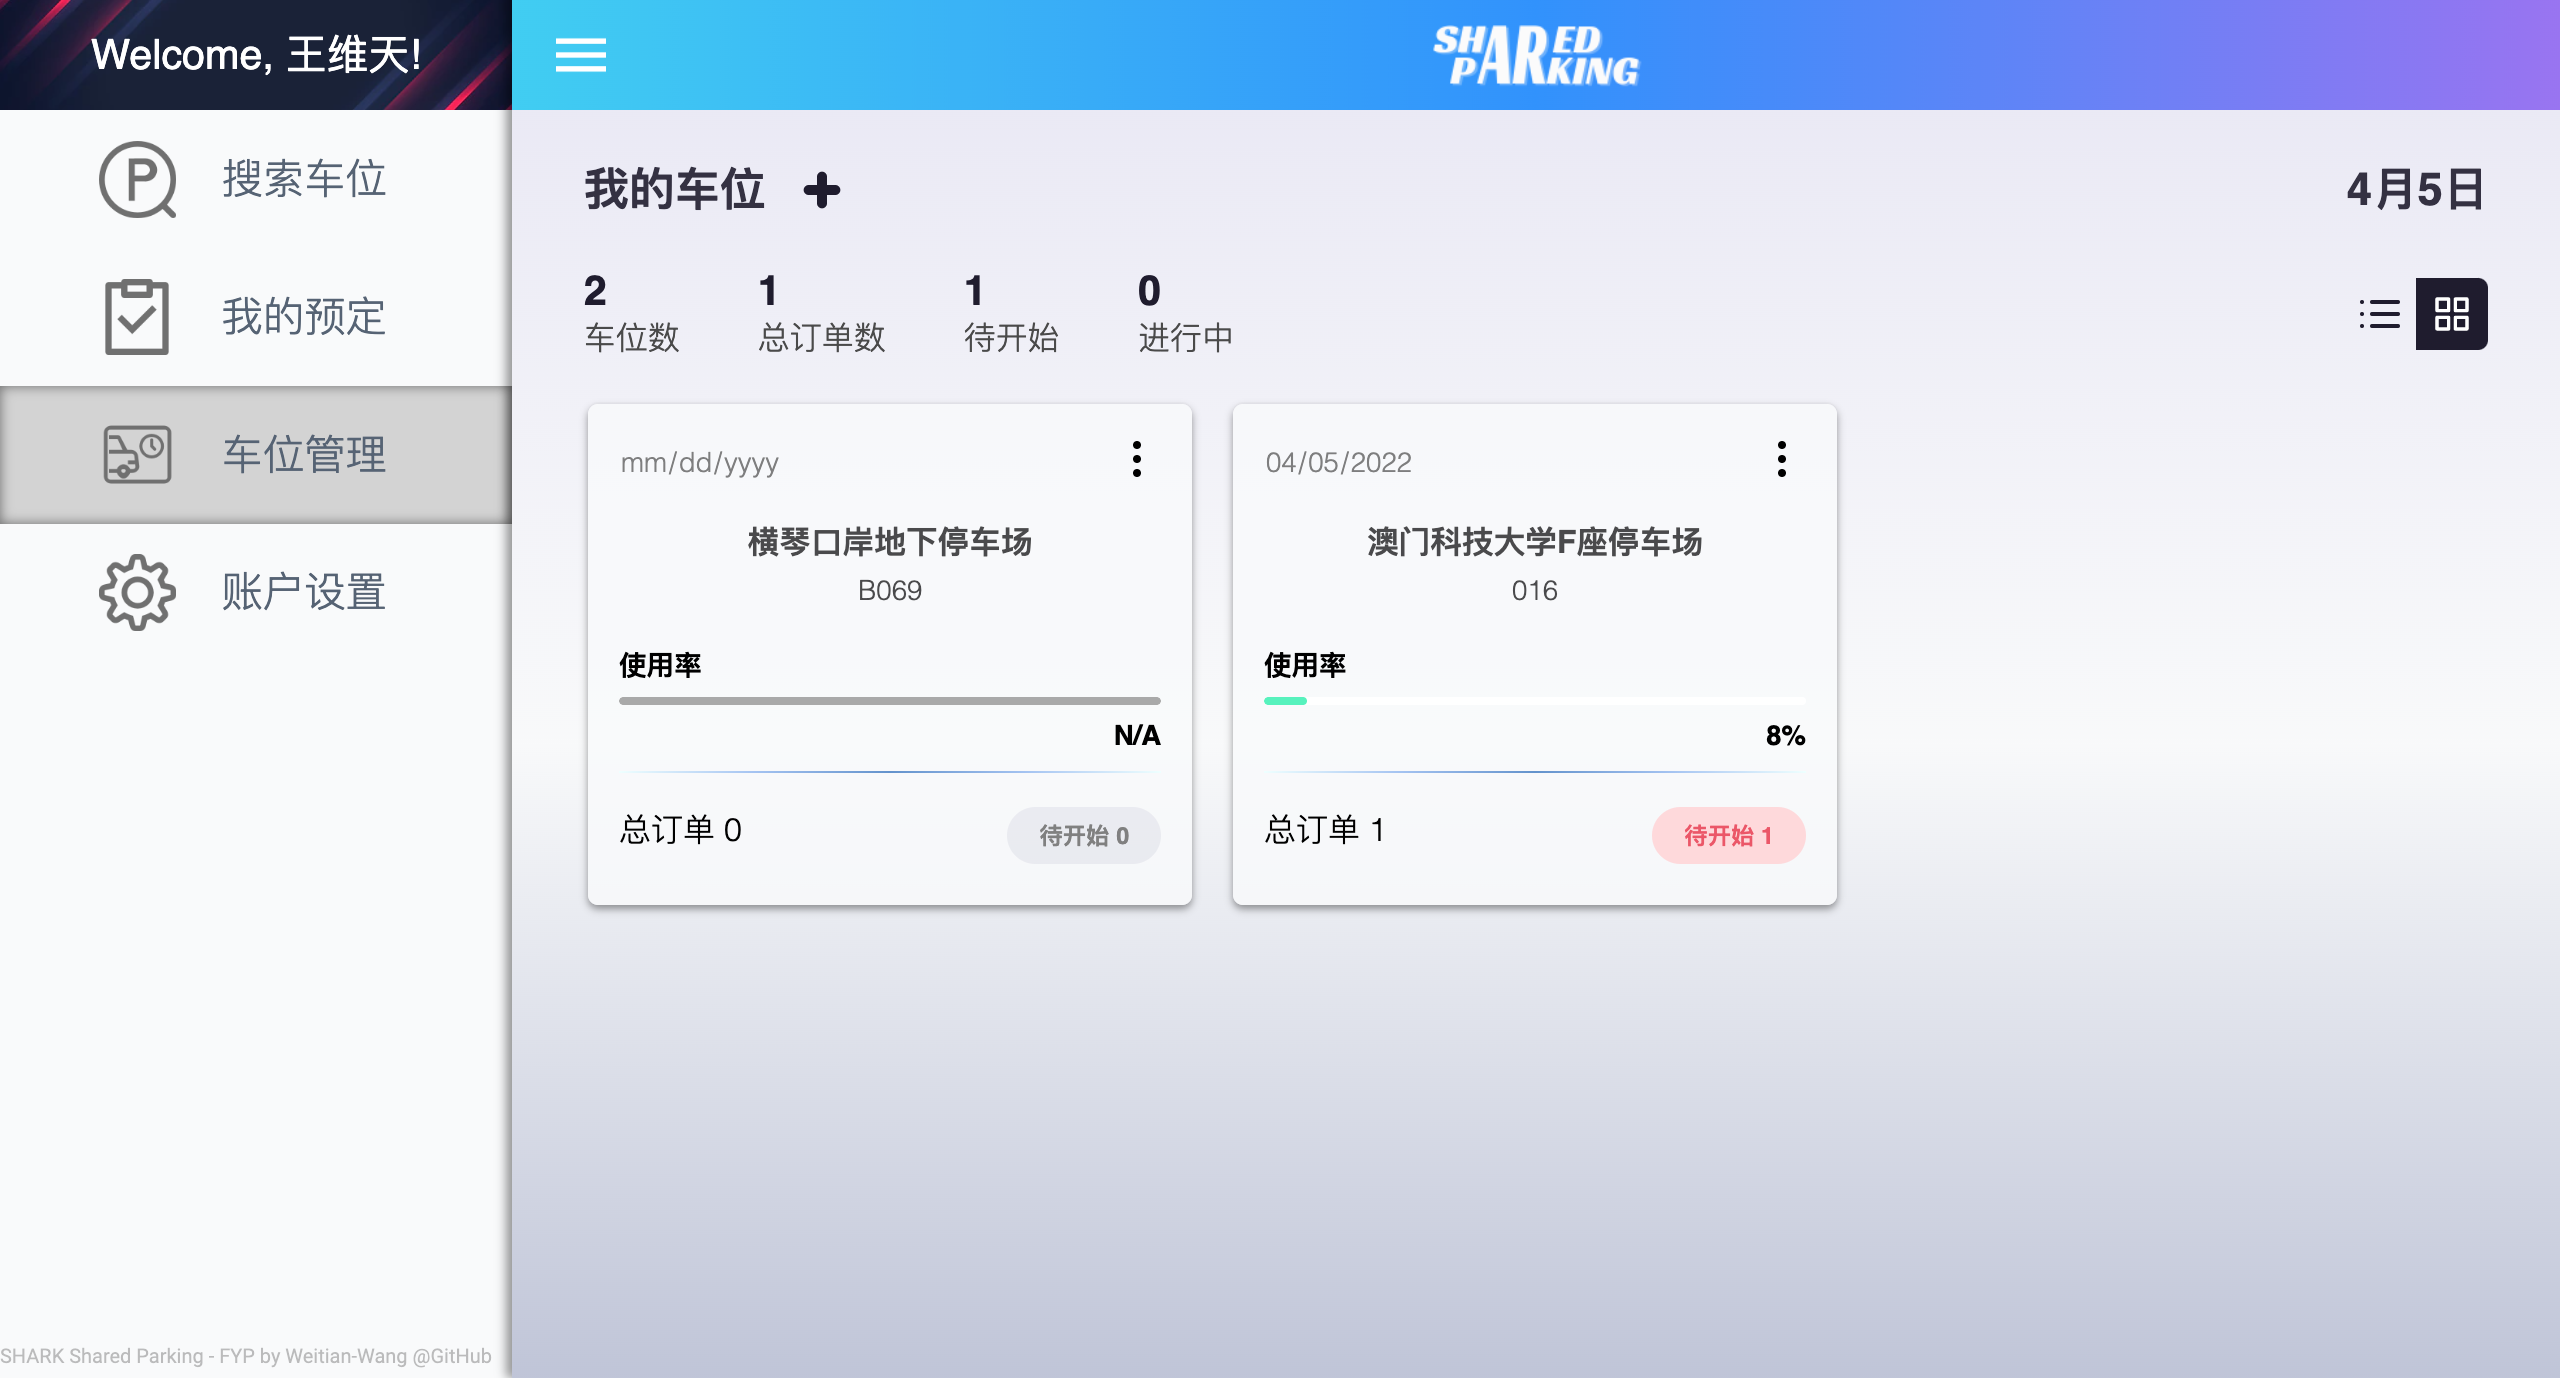 Welcome, 王维天!
搜索车位
我的预定
车位管理
账户设置
SHARK Shared Parking - FYP by Weitian-Wang @GitHub
SHARED
PARKING
我的车位
4月5日
2
车位数
1
总订单数
1
待开始
0
进行中
mm/dd/yyyy
横琴口岸地下停车场
B069
使用率
N/A
总订单 0
待开始 0
04/05/2022
澳门科技大学F座停车场
016
使用率
8%
总订单 1
待开始 1